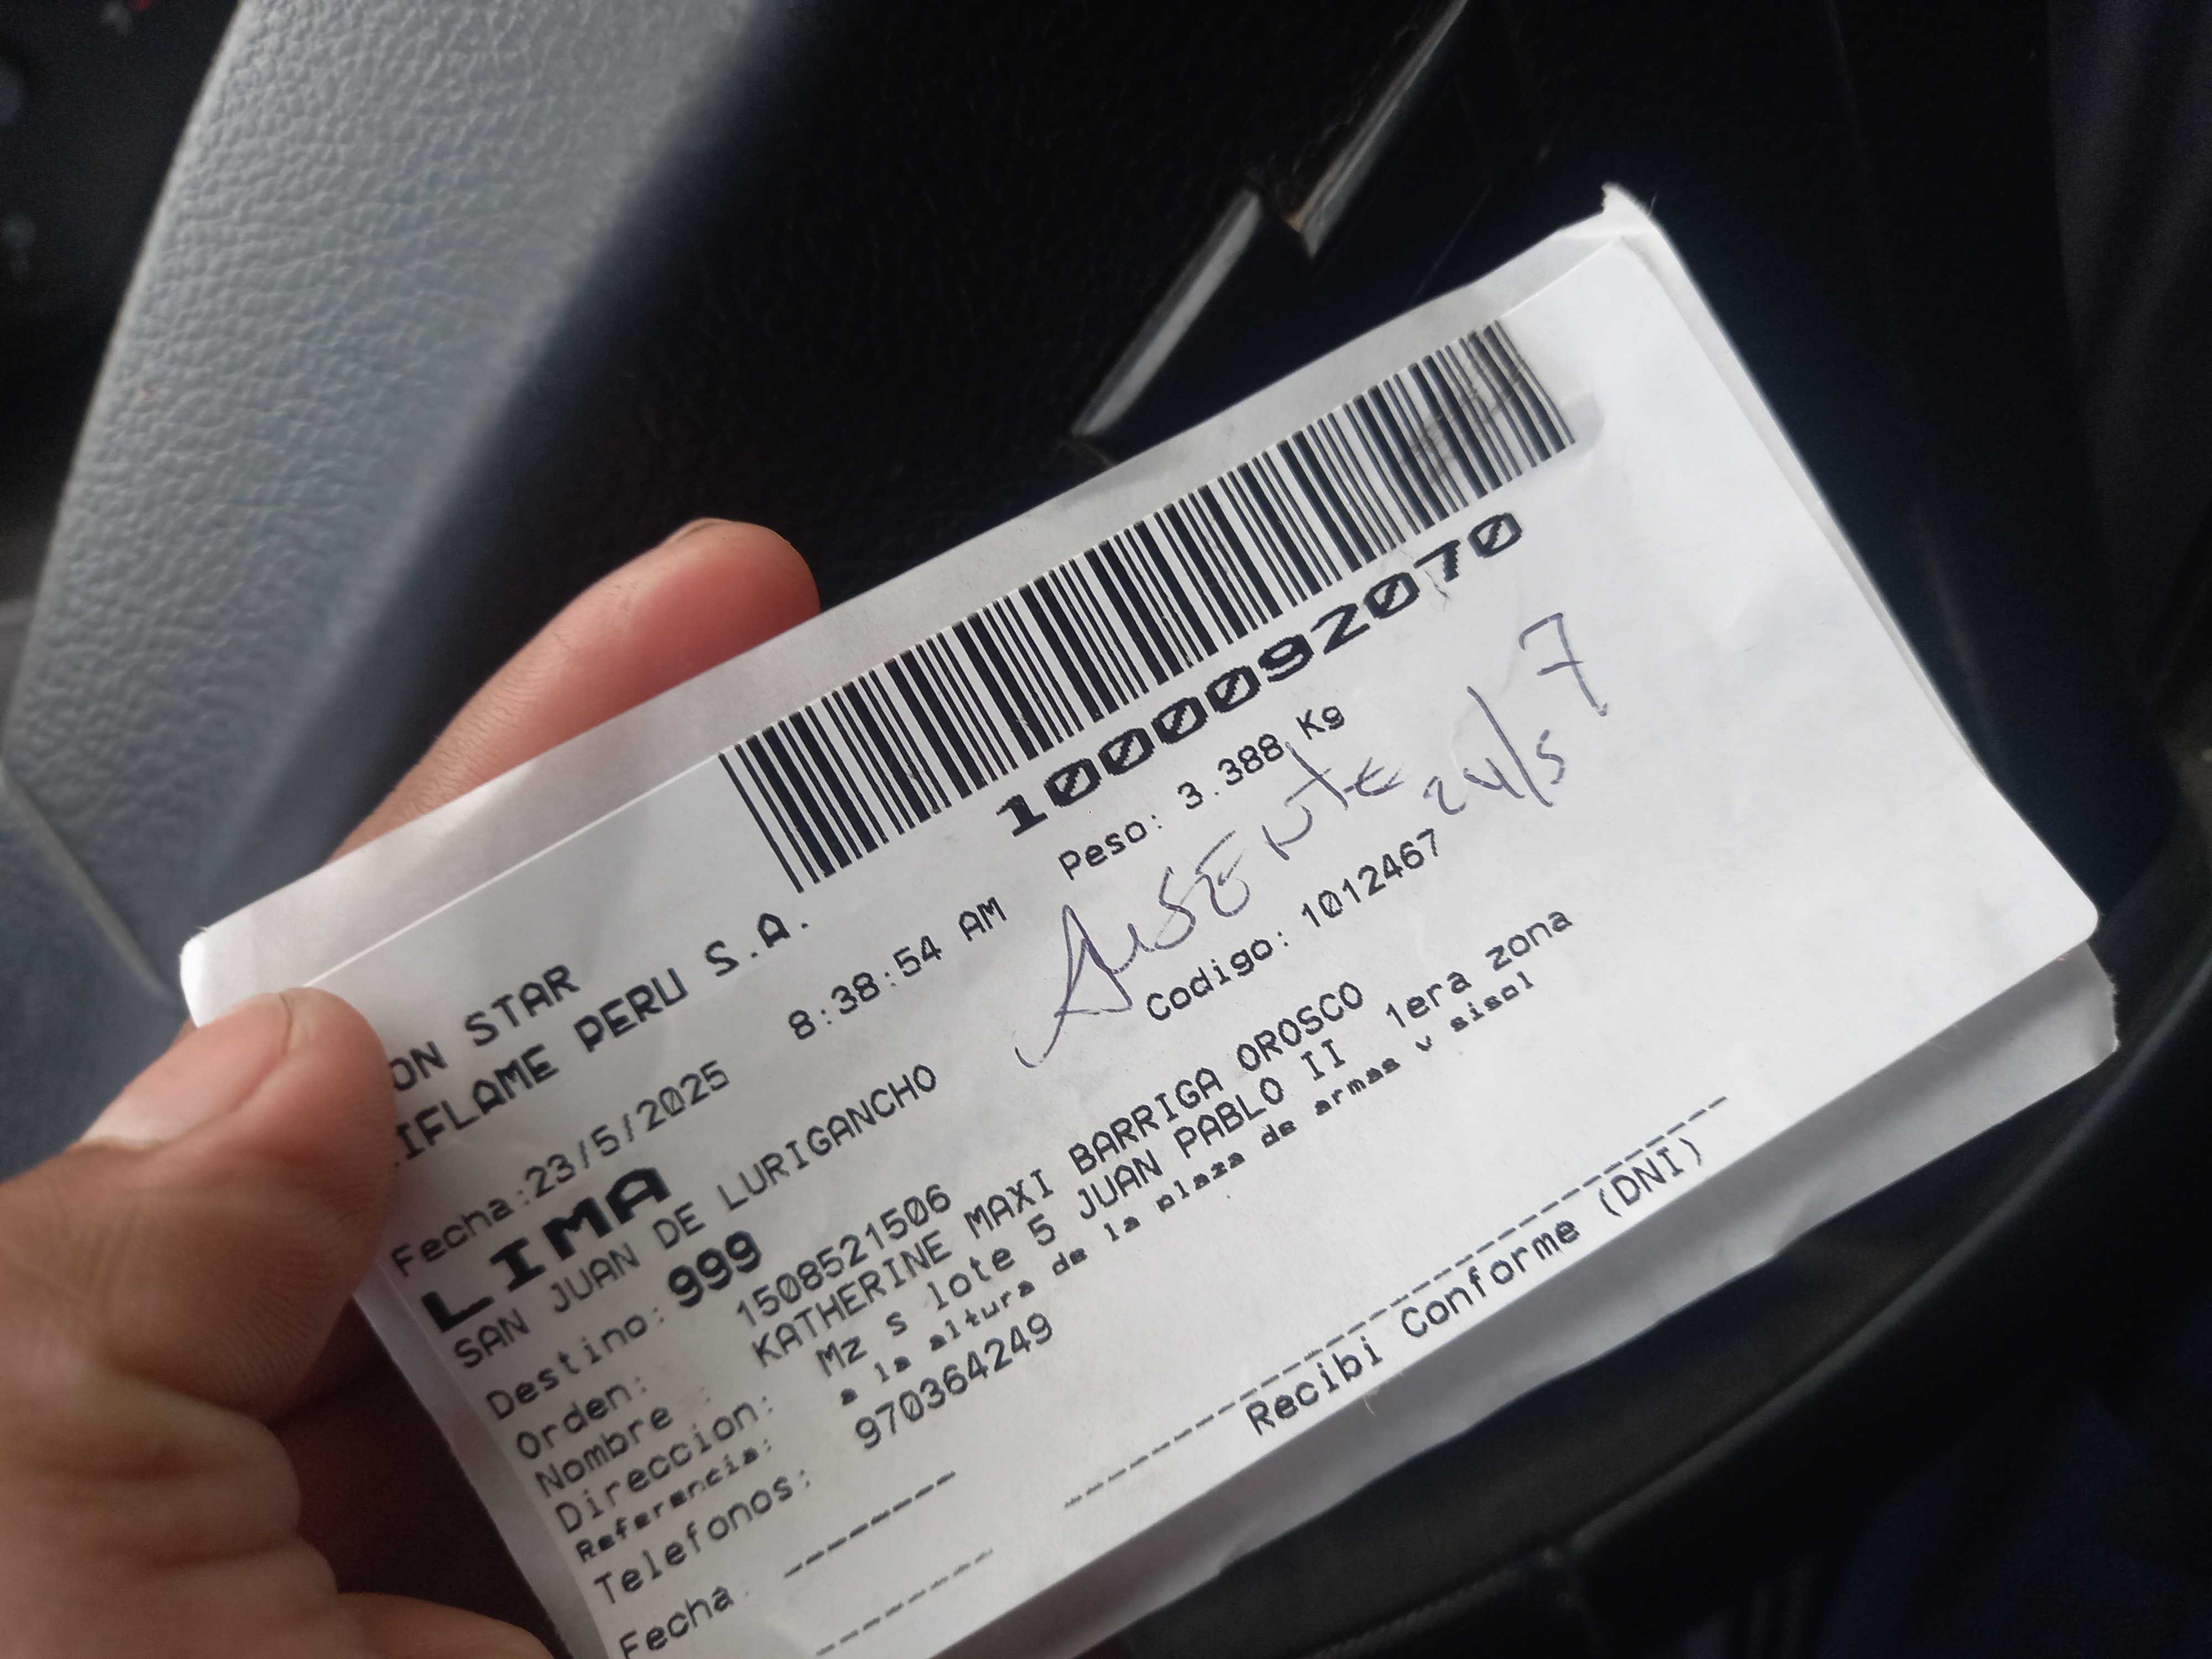 1000092070
ON STAR
IFLAME PERU S.A.
Fecha:23/5/2025 8:38:54 AM Peso: 3.388 Kg
7
AUSENTE 24/5
LIMA
SAN JUAN DE LURIGANCHO Codigo: 1012467
Destino: 999
Orden: 1508521506
Nombre : KATHERINE MAXI BARRIGA OROSCO
Direccion: Mz s lote 5 JUAN PABLO II 1era zona
Referencia: a la altura de la plaza de armas y sisol
Telefonos: 970364249
Fecha
Recibi Conforme (DNI)